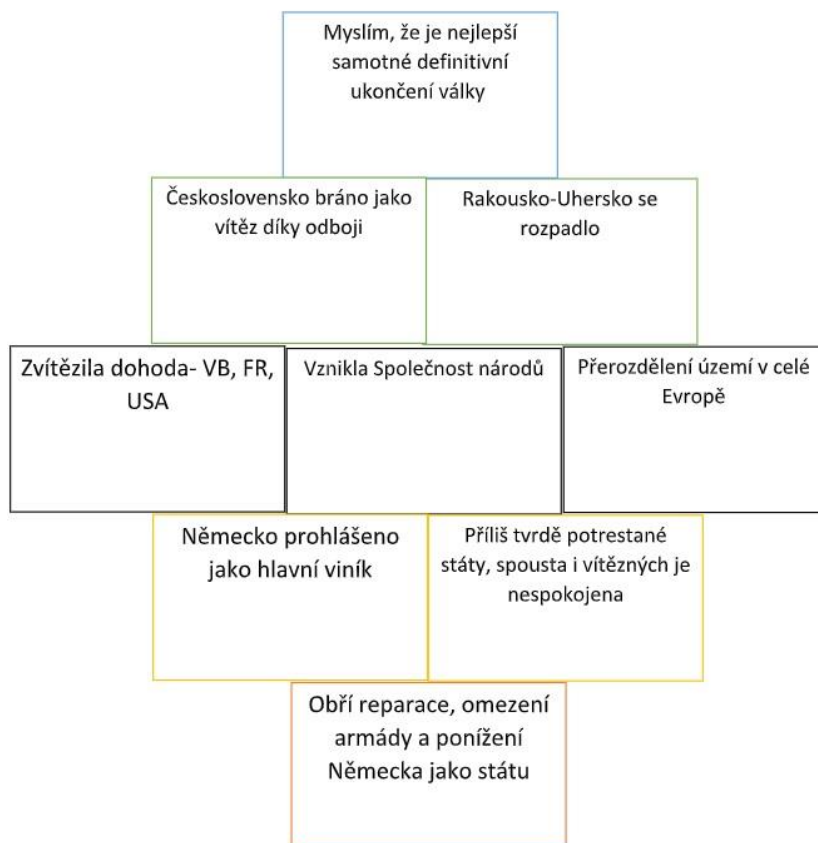 Myslím, že je nejlepší
samotné definitivní
ukončení války
Československo bráno jako
vítěz díky odboji
Rakousko-Uhersko se
rozpadlo
Zvítězila dohoda- VB, FR,
USA
Vznikla Společnost národů
Přerozdělení území v celé
Evropě
Německo prohlášeno
jako hlavní viník
Příliš tvrdě potrestané
státy, spousta i vítězných je
nespokojena
Obří reparace, omezení
armády a ponížení
Německa jako státu